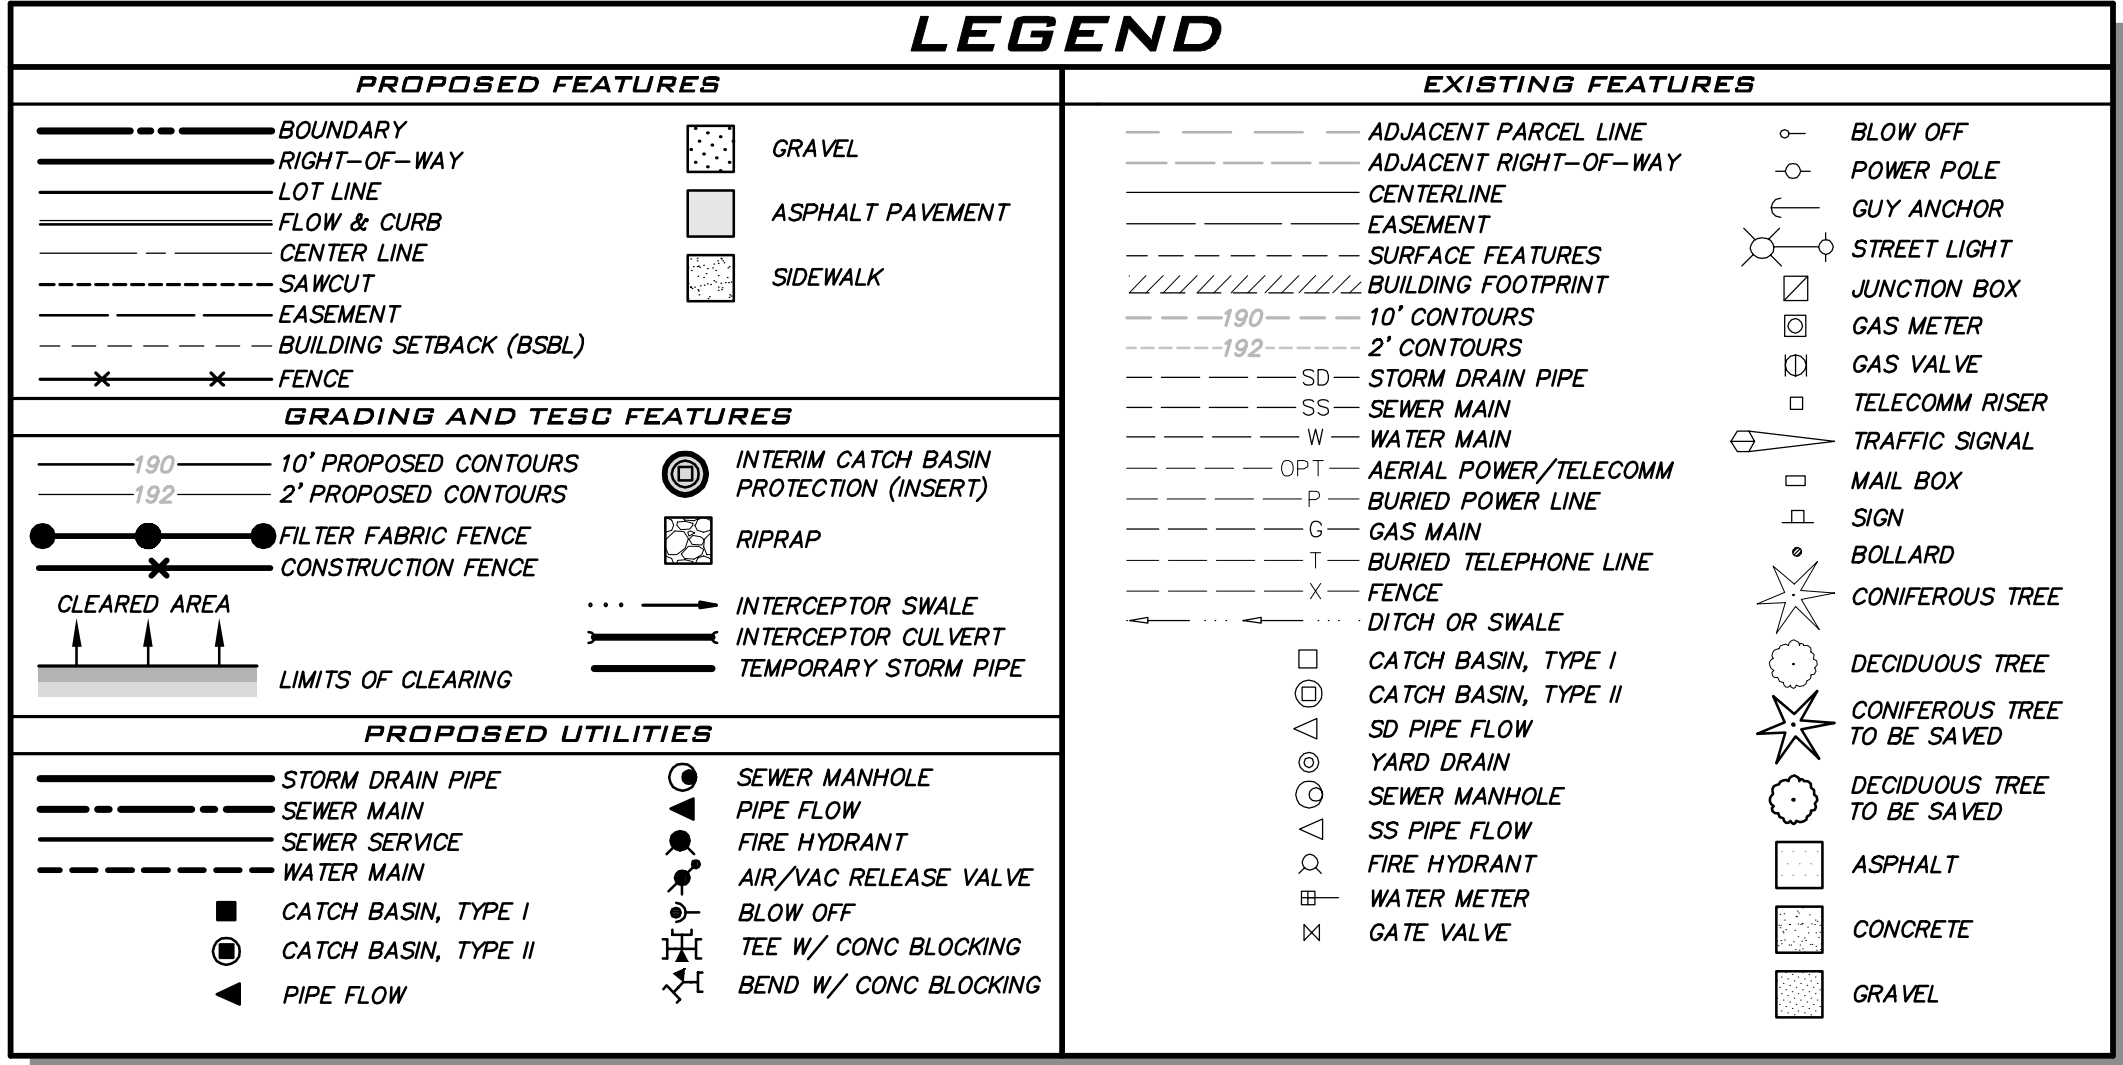 LEGEND
PROPOSED FEATURES
BOUNDARY
RIGHT-OF-WAY
LOT LINE
FLOW & CURB
CENTER LINE
SAWCUT
EASEMENT
BUILDING SETBACK (BSBL)
FENCE
GRAVEL
ASPHALT PAVEMENT
SIDEWALK
GRADING AND TESC FEATURES
190 10' PROPOSED CONTOURS
192 2' PROPOSED CONTOURS
FILTER FABRIC FENCE
CONSTRUCTION FENCE
CLEARED AREA
LIMITS OF CLEARING
INTERIM CATCH BASIN
PROTECTION (INSERT)
RIPRAP
INTERCEPTOR SWALE
INTERCEPTOR CULVERT
TEMPORARY STORM PIPE
PROPOSED UTILITIES
STORM DRAIN PIPE
SEWER MAIN
SEWER SERVICE
WATER MAIN
CATCH BASIN, TYPE I
CATCH BASIN, TYPE II
PIPE FLOW
SEWER MANHOLE
PIPE FLOW
FIRE HYDRANT
AIR/VAC RELEASE VALVE
BLOW OFF
TEE W/ CONC BLOCKING
BEND W/ CONC BLOCKING
EXISTING FEATURES
ADJACENT PARCEL LINE
ADJACENT RIGHT-OF-WAY
CENTERLINE
EASEMENT
SURFACE FEATURES
BUILDING FOOTPRINT
190 10' CONTOURS
192 2' CONTOURS
SD STORM DRAIN PIPE
SS SEWER MAIN
W WATER MAIN
OPT AERIAL POWER/TELECOMM
P BURIED POWER LINE
G GAS MAIN
T BURIED TELEPHONE LINE
X FENCE
DITCH OR SWALE
CATCH BASIN, TYPE I
CATCH BASIN, TYPE II
SD PIPE FLOW
YARD DRAIN
SEWER MANHOLE
SS PIPE FLOW
FIRE HYDRANT
WATER METER
GATE VALVE
BLOW OFF
POWER POLE
GUY ANCHOR
STREET LIGHT
JUNCTION BOX
GAS METER
GAS VALVE
TELECOMM RISER
TRAFFIC SIGNAL
MAIL BOX
SIGN
BOLLARD
CONIFEROUS TREE
DECIDUOUS TREE
CONIFEROUS TREE
TO BE SAVED
DECIDUOUS TREE
TO BE SAVED
ASPHALT
CONCRETE
GRAVEL